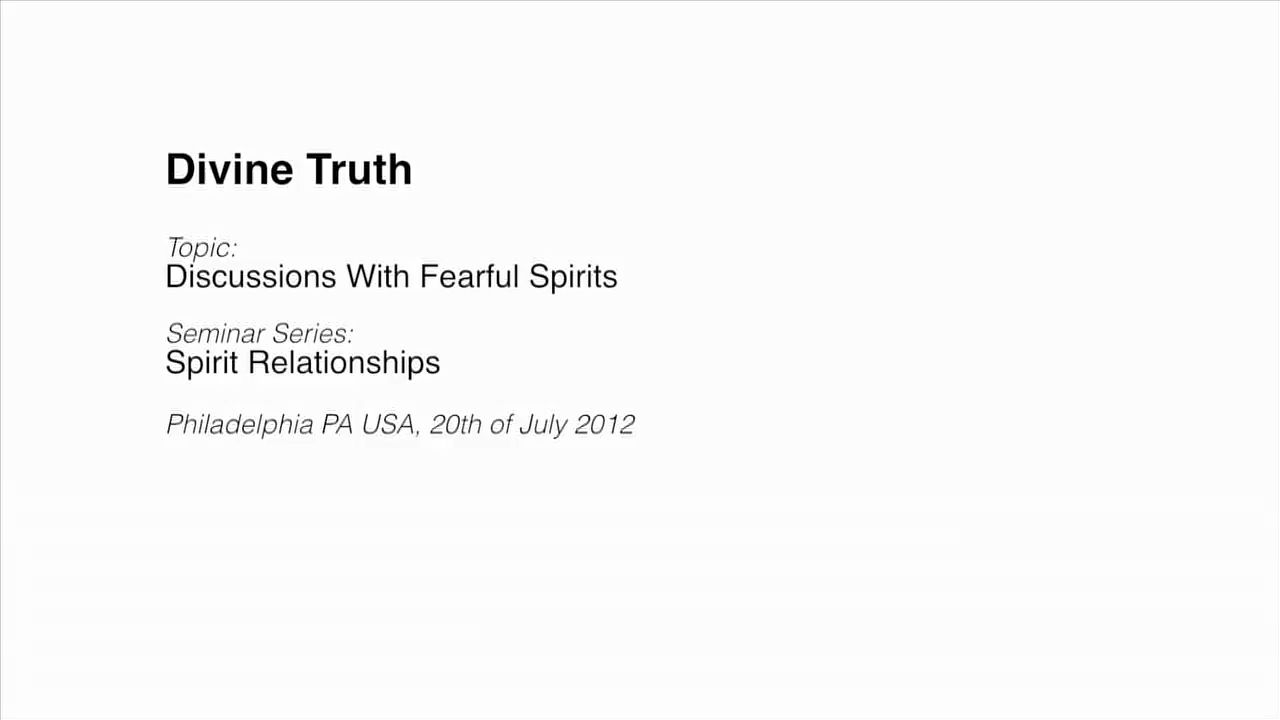 Divine Truth
Topic:
Discussions With Fearful Spirits
Seminar Series:
Spirit Relationships
Philadelphia PA USA, 20th of July 2012